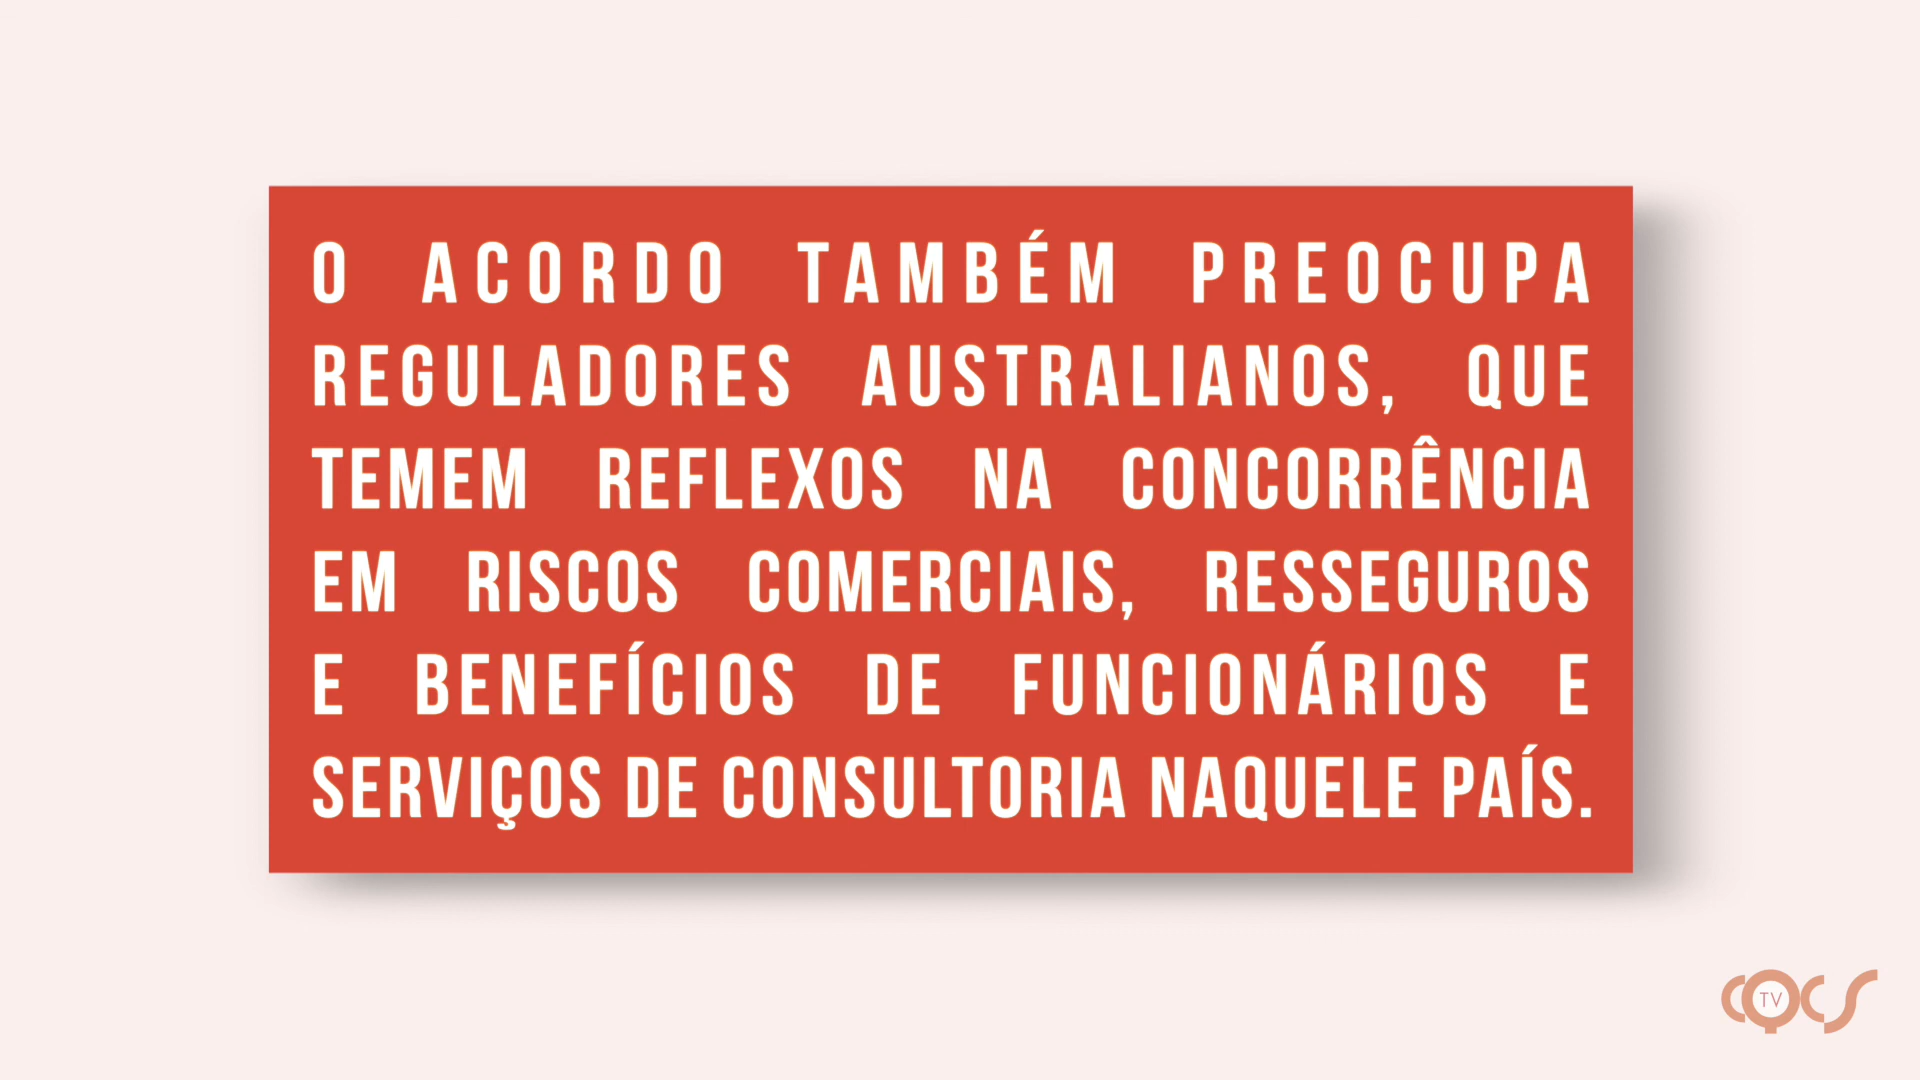 O ACORDO TAMBÉM PREOCUPA
REGULADORES AUSTRALIANOS, QUE
TEMEM REFLEXOS NA CONCORRÊNCIA
EM RISCOS COMERCIAIS, RESSEGUROS
E BENEFÍCIOS DE FUNCIONÁRIOS E
SERVIÇOS DE CONSULTORIA NAQUELE PAÍS.
CQCS
TV